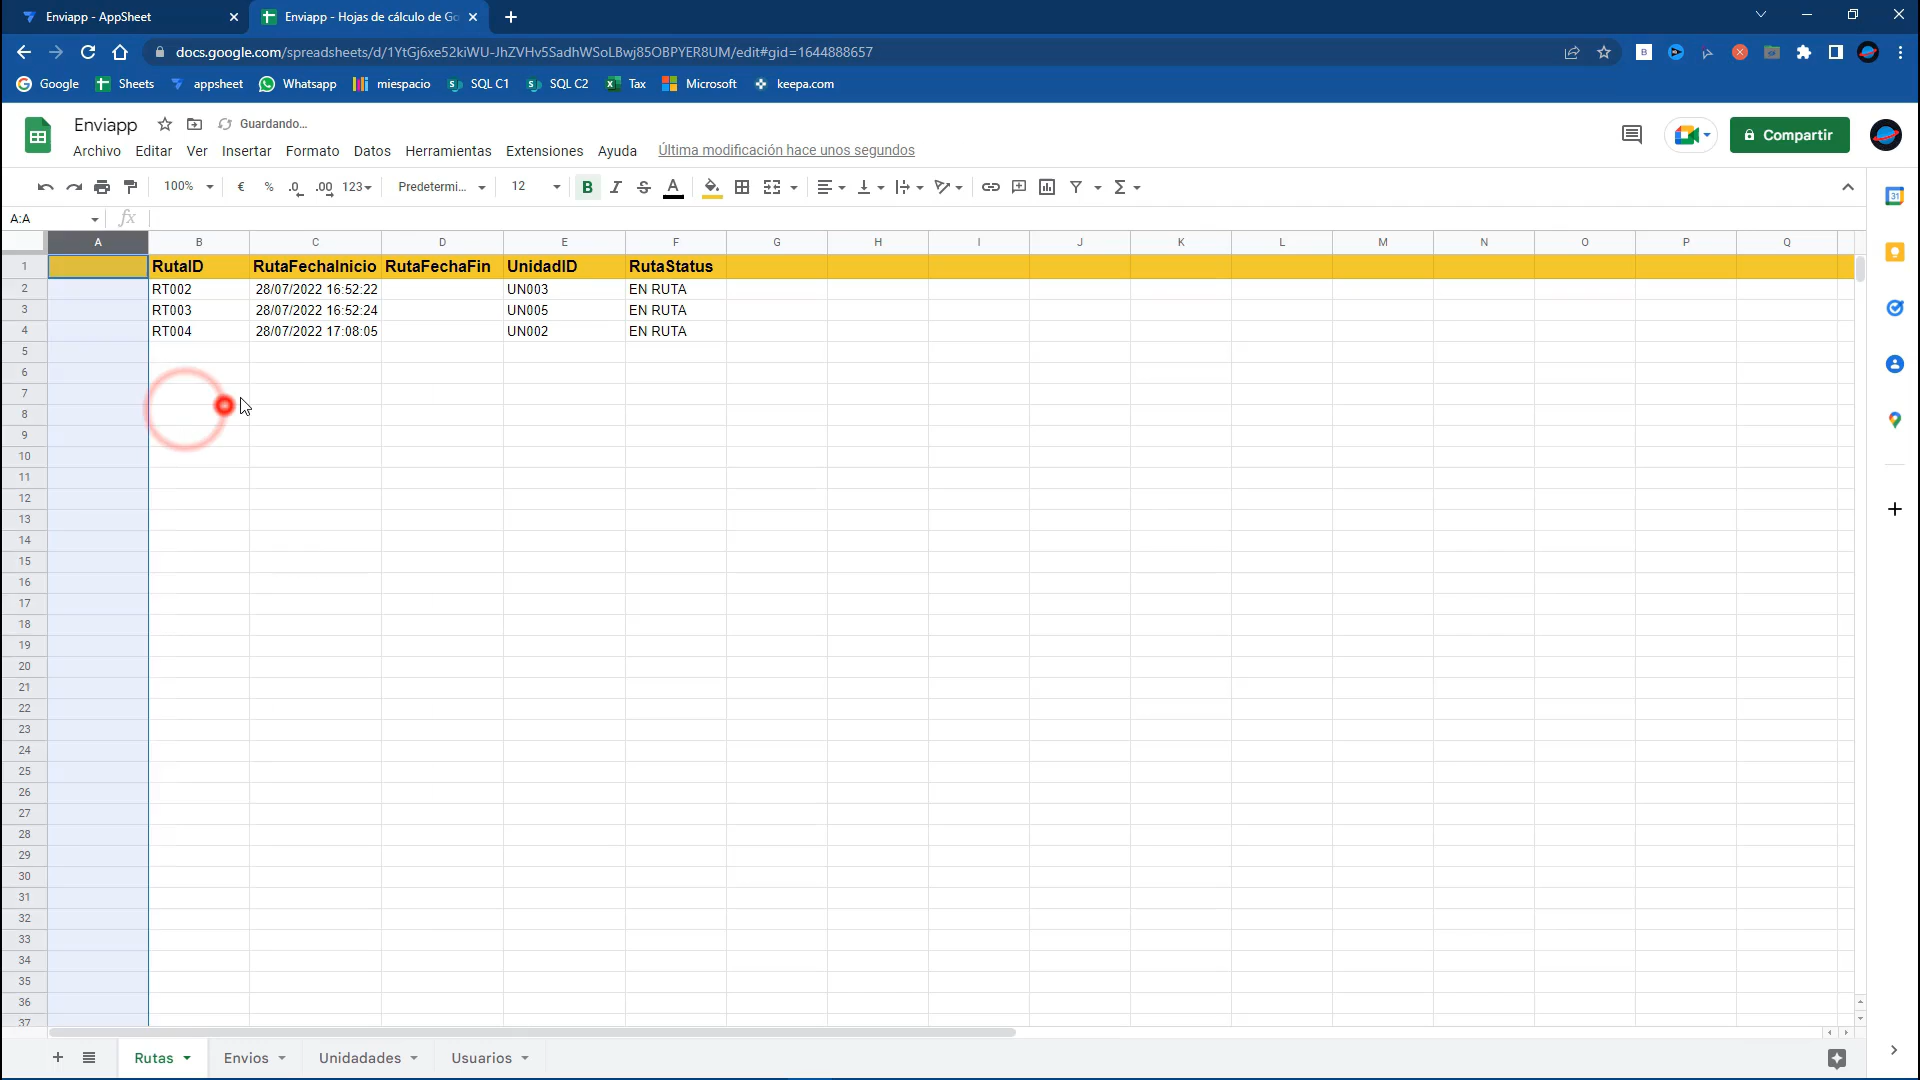 Enviapp - AppSheet
Enviapp - Hojas de cálculo de Go
docs.google.com/spreadsheets/d/1YtGj6xe52kiWU-JhZVHv5SadhWSoLBwj85OBPYER8UM/edit#gid=1644888657
Google Sheets appsheet Whatsapp miespacio SQL C1 SQL C2 Tax Microsoft keepa.com
Enviapp Guardando...
Compartir
Archivo Editar Ver Insertar Formato Datos Herramientas Extensiones Ayuda Última modificación hace unos segundos
100% € % .0 .00 123 Predetermi... 12 B I S A Σ
A:A fx
A B C D E F G H I J K L M N O P Q
1 RutaID RutaFechaInicio RutaFechaFin UnidadID RutaStatus
2 RT002 28/07/2022 16:52:22 UN003 EN RUTA
3 RT003 28/07/2022 16:52:24 UN005 EN RUTA
4 RT004 28/07/2022 17:08:05 UN002 EN RUTA
5
6
7
8
9
10
11
12
13
14
15
16
17
18
19
20
21
22
23
24
25
26
27
28
29
30
31
32
33
34
35
36
37
Rutas Envios Unidadades Usuarios